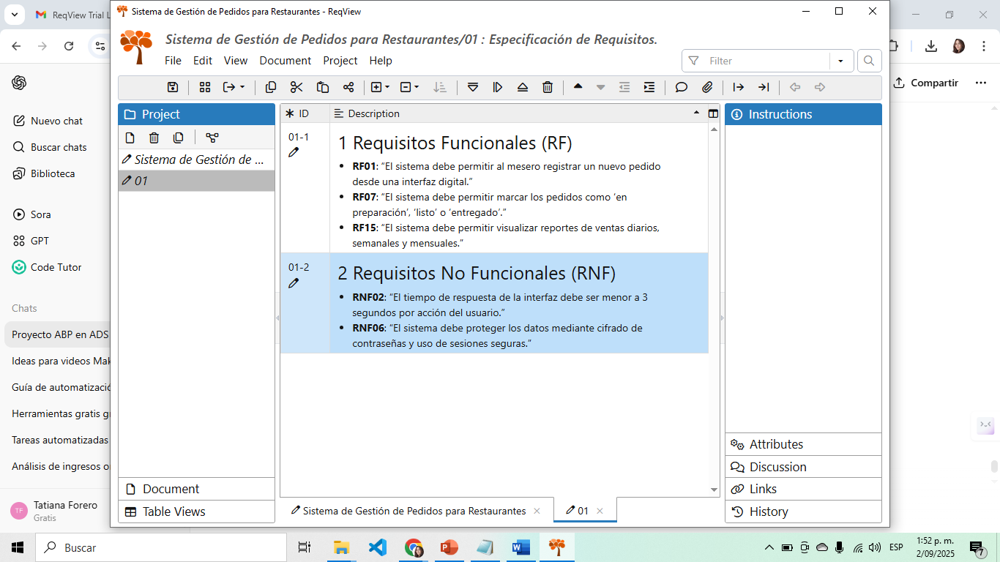 ReqView Trial L
Sistema de Gestión de Pedidos para Restaurantes - ReqView
Sistema de Gestión de Pedidos para Restaurantes/01 : Especificación de Requisitos.
File Edit View Document Project Help
Filter
Compartir
Nuevo chat
Buscar chats
Biblioteca
Sora
GPT
Code Tutor
Chats
Proyecto ABP en ADS
Ideas para videos Mak
Guía de automatizació
Herramientas gratis g
Tareas automatizadas
Análisis de ingresos o
TF
Tatiana Forero
Gratis
Project
Sistema de Gestión de ...
01
Document
Table Views
ID Description
01-1
1 Requisitos Funcionales (RF)
• RF01: “El sistema debe permitir al mesero registrar un nuevo pedido
desde una interfaz digital.”
• RF07: “El sistema debe permitir marcar los pedidos como ‘en
preparación’, ‘listo’ o ‘entregado’.”
• RF15: “El sistema debe permitir visualizar reportes de ventas diarios,
semanales y mensuales.”
01-2
2 Requisitos No Funcionales (RNF)
• RNF02: “El tiempo de respuesta de la interfaz debe ser menor a 3
segundos por acción del usuario.”
• RNF06: “El sistema debe proteger los datos mediante cifrado de
contraseñas y uso de sesiones seguras.”
Sistema de Gestión de Pedidos para Restaurantes
01
Instructions
Attributes
Discussion
Links
History
Buscar
ESP
1:52 p. m.
2/09/2025
7